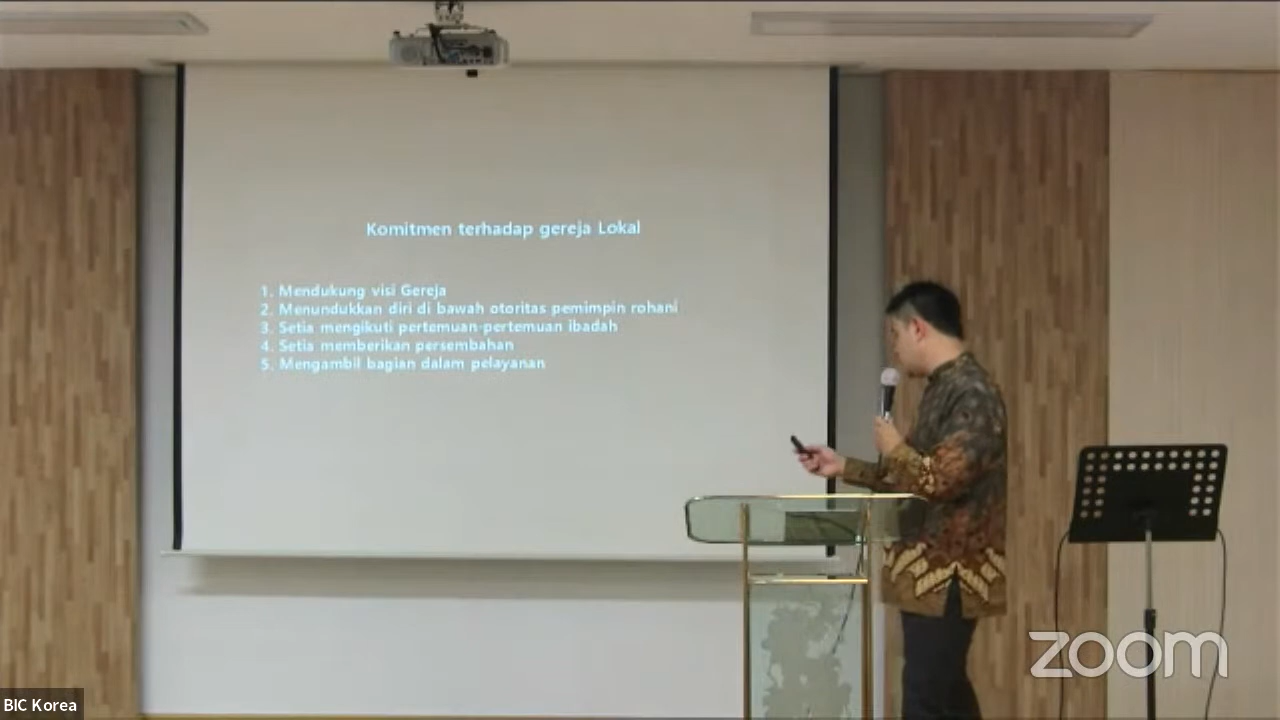 Komitmen terhadap gereja Lokal
1. Mendukung visi Gereja
2. Menundukkan diri di bawah otoritas pemimpin rohani
3. Setia mengikuti pertemuan-pertemuan ibadah
4. Setia memberikan persembahan
5. Mengambil bagian dalam pelayanan
zoom
BIC Korea